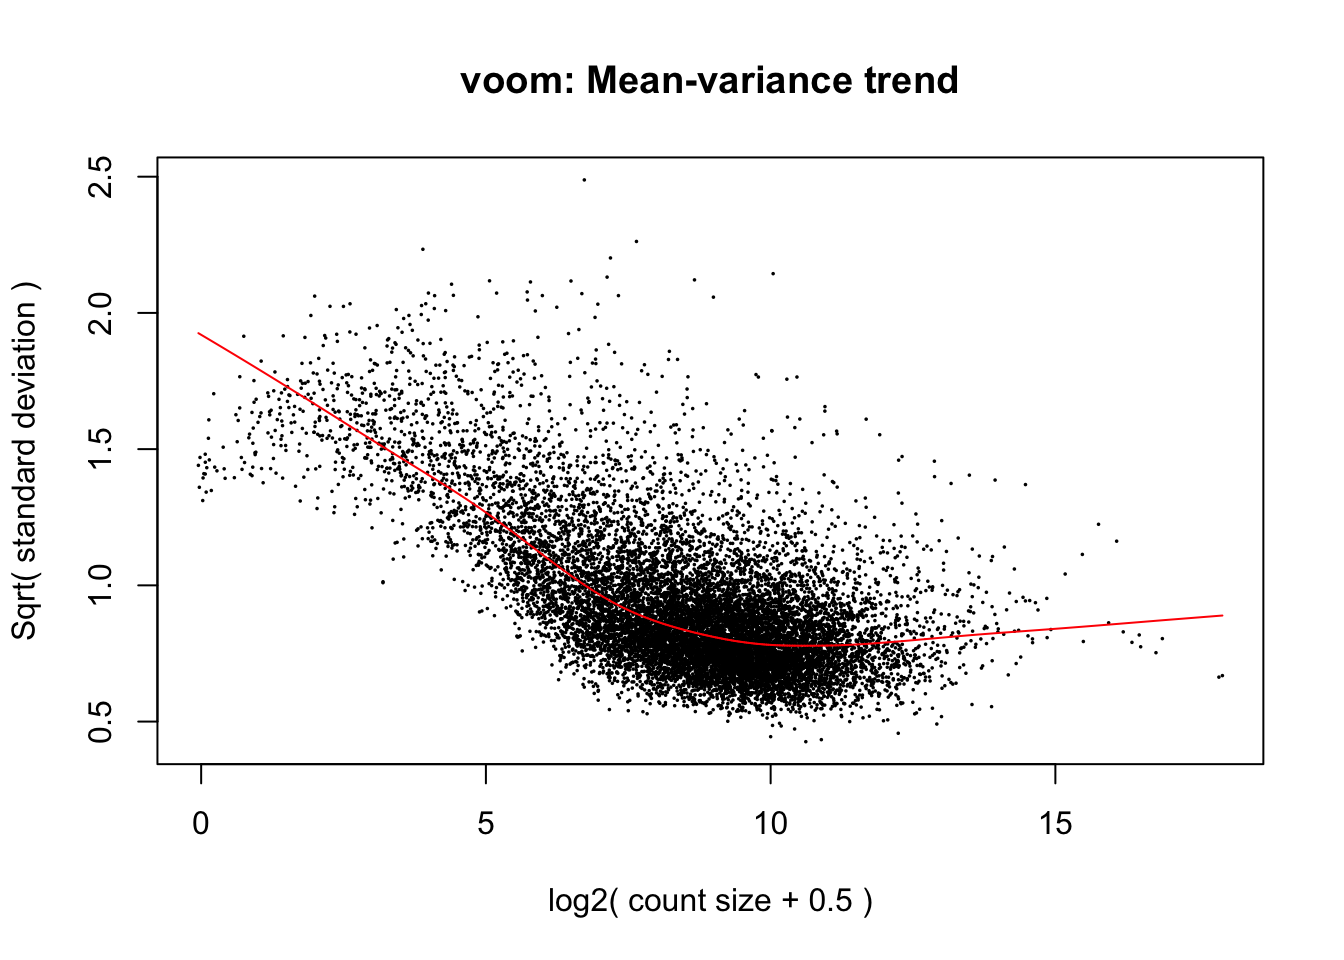 voom: Mean-variance trend
Sqrt( standard deviation )
2.5
2.0
1.5
1.0
0.5
0 5 10 15
log2( count size + 0.5 )